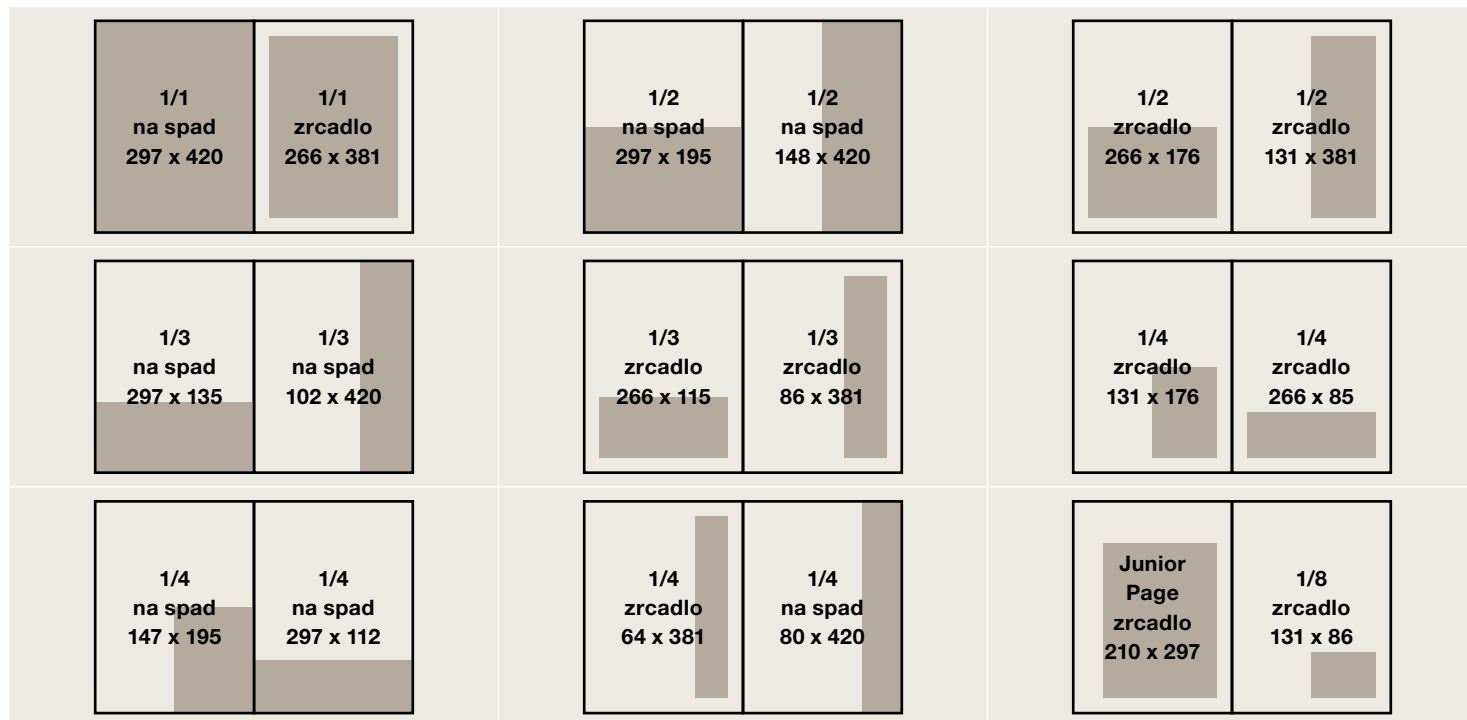 1/1
na spad
297 x 420
1/1
zrcadlo
266 x 381
1/2
na spad
297 x 195
1/2
na spad
148 x 420
1/2
zrcadlo
266 x 176
1/2
zrcadlo
131 x 381
1/3
na spad
297 x 135
1/3
na spad
102 x 420
1/3
zrcadlo
266 x 115
1/3
zrcadlo
86 x 381
1/4
zrcadlo
131 x 176
1/4
zrcadlo
266 x 85
1/4
na spad
147 x 195
1/4
na spad
297 x 112
1/4
zrcadlo
64 x 381
1/4
na spad
80 x 420
Junior
Page
zrcadlo
210 x 297
1/8
zrcadlo
131 x 86